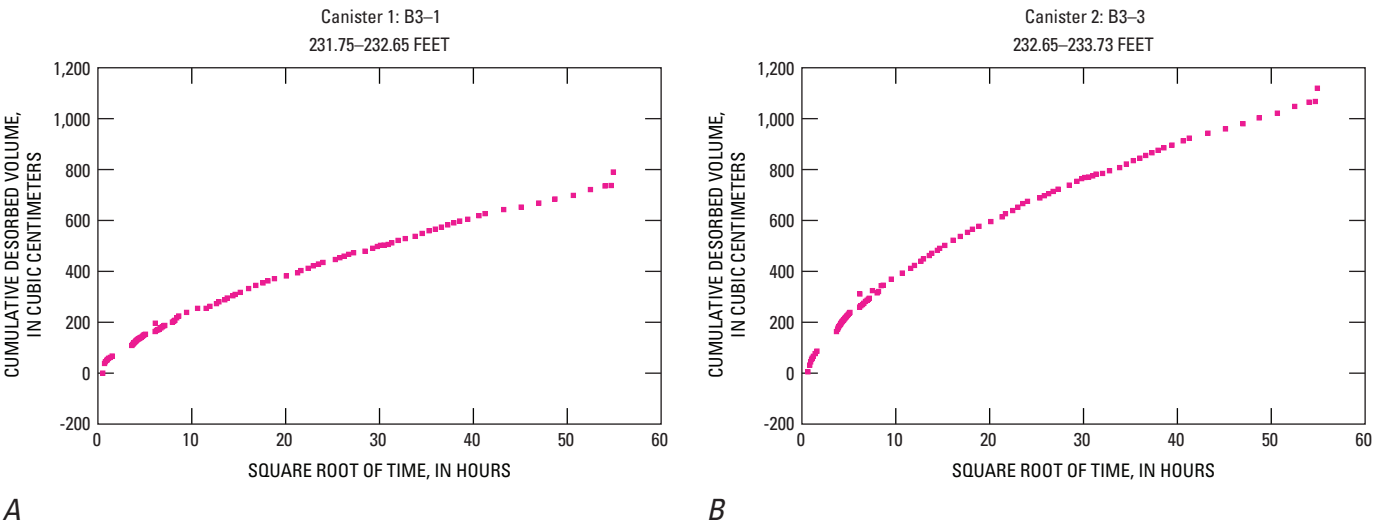 Canister 1: B3–1
231.75–232.65 FEET
CUMULATIVE DESORBED VOLUME,
IN CUBIC CENTIMETERS
1,200
1,000
800
600
400
200
0
-200
0 10 20 30 40 50 60
SQUARE ROOT OF TIME, IN HOURS
A
Canister 2: B3–3
232.65–233.73 FEET
CUMULATIVE DESORBED VOLUME,
IN CUBIC CENTIMETERS
1,200
1,000
800
600
400
200
0
-200
0 10 20 30 40 50 60
SQUARE ROOT OF TIME, IN HOURS
B